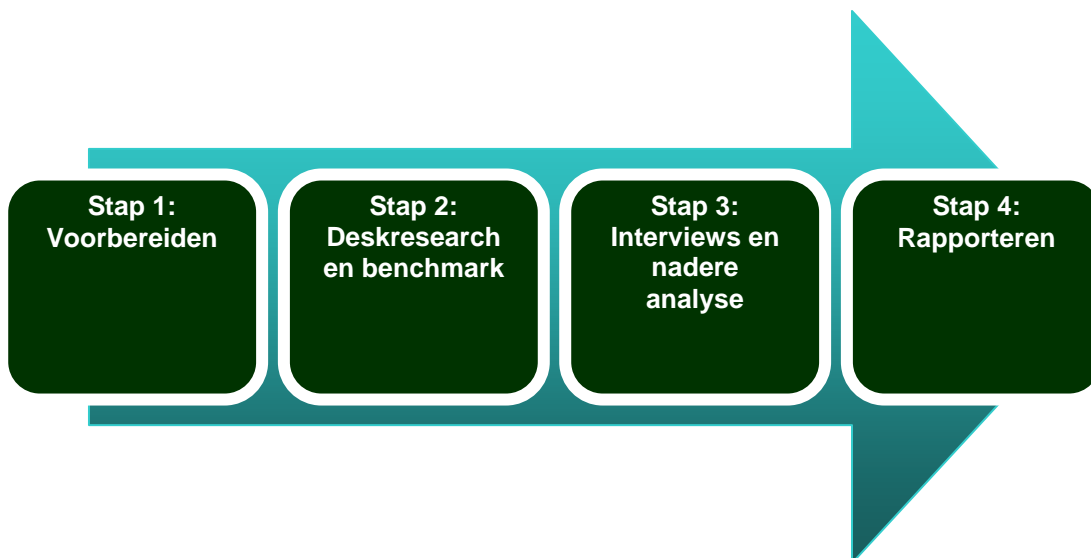 Stap 1:
Voorbereiden
Stap 2:
Deskresearch
en benchmark
Stap 3:
Interviews en
nadere
analyse
Stap 4:
Rapporteren